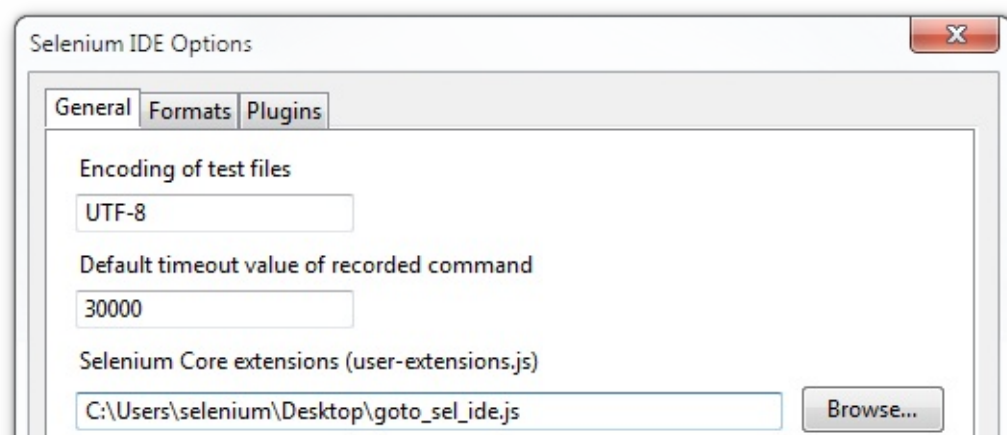 Selenium IDE Options
General Formats Plugins
Encoding of test files
UTF-8
Default timeout value of recorded command
30000
Selenium Core extensions (user-extensions.js)
C:\Users\selenium\Desktop\goto_sel_ide.js Browse...